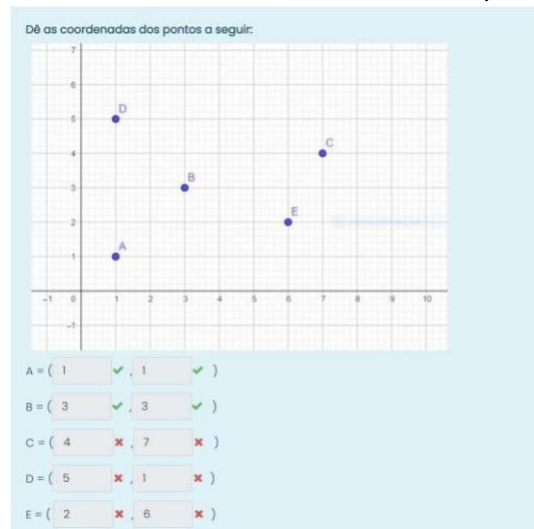 Dê as coordenadas dos pontos a seguir:
7
6
5
D
4
C
3
B
2
E
1
A
-1 0 1 2 3 4 5 6 7 8 9 10
-1
A = ( 1 ✔ , 1 ✔ )
B = ( 3 ✔ , 3 ✔ )
C = ( 4 ✖ , 7 ✖ )
D = ( 5 ✖ , 1 ✖ )
E = ( 2 ✖ , 6 ✖ )